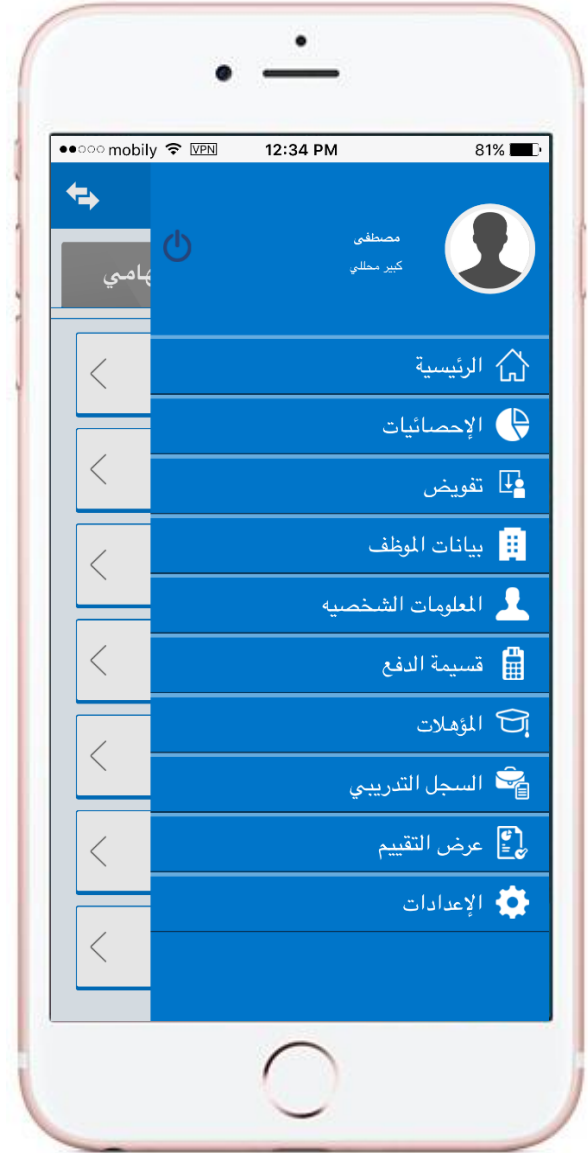 mobily VPN 12:34 PM 81%
مصطفى
كبير محللي
هامي
الرئيسية
الإحصائيات
تفويض
بيانات الموظف
المعلومات الشخصيه
قسيمة الدفع
المؤهلات
السجل التدريبي
عرض التقييم
الإعدادات